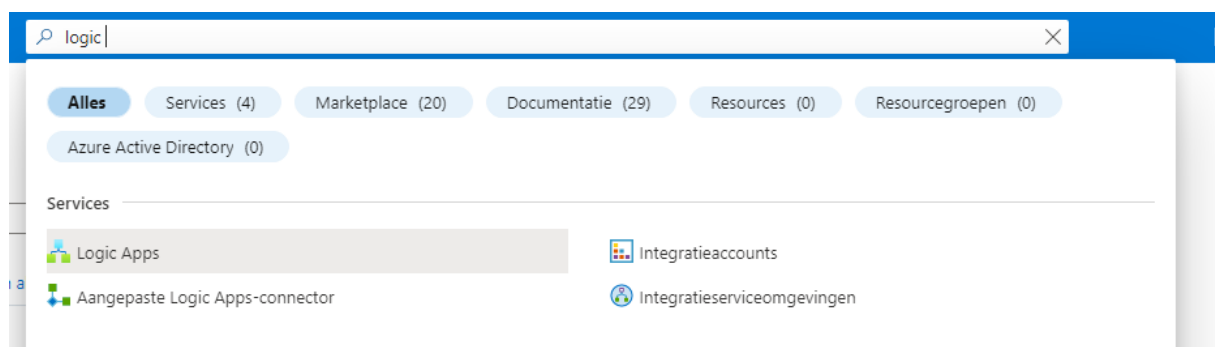 logic
Alles Services (4) Marketplace (20) Documentatie (29) Resources (0) Resourcegroepen (0)
Azure Active Directory (0)
Services
Logic Apps Integratieaccounts
Aangepaste Logic Apps-connector Integratieserviceomgevingen